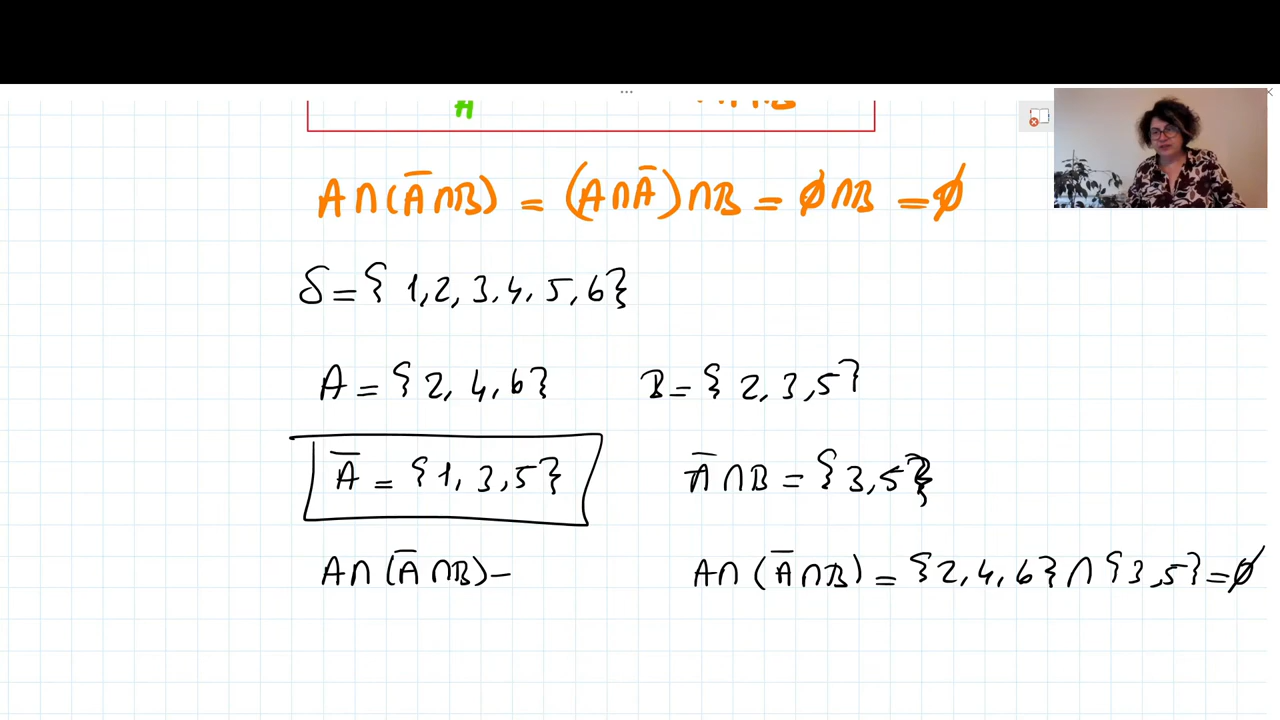 A
A∩(A̅∩B) = (A∩A̅)∩B = ∅∩B = ∅
S = { 1, 2, 3, 4, 5, 6}
A = {2, 4, 6} B = { 2, 3, 5}
A̅ = {1, 3, 5} A̅∩B = {3, 5}
A∩(A̅∩B) – A∩(A̅∩B) = {2, 4, 6}∩{3, 5} = ∅